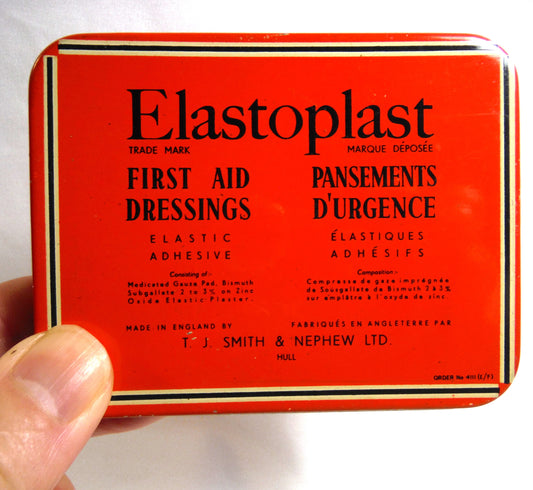 Elastoplast
TRADE MARK MARQUE DÉPOSÉE
FIRST AID
DRESSINGS
ELASTIC
ADHESIVE
Consisting of:-
Medicated Gauze Pad, Bismuth
Subgallate 2 to 3% on Zinc
Oxide Elastic Plaster.
PANSEMENTS
D'URGENCE
ÉLASTIQUES
ADHÉSIFS
Composition:-
Compresse de gaze imprégnée
de Sousgallate de Bismuth 2 à 3%
sur emplâtre à l'oxyde de zinc.
MADE IN ENGLAND BY FABRIQUÉS EN ANGLETERRE PAR
T. J. SMITH & NEPHEW LTD.
HULL
ORDER No 4111 (E/F)